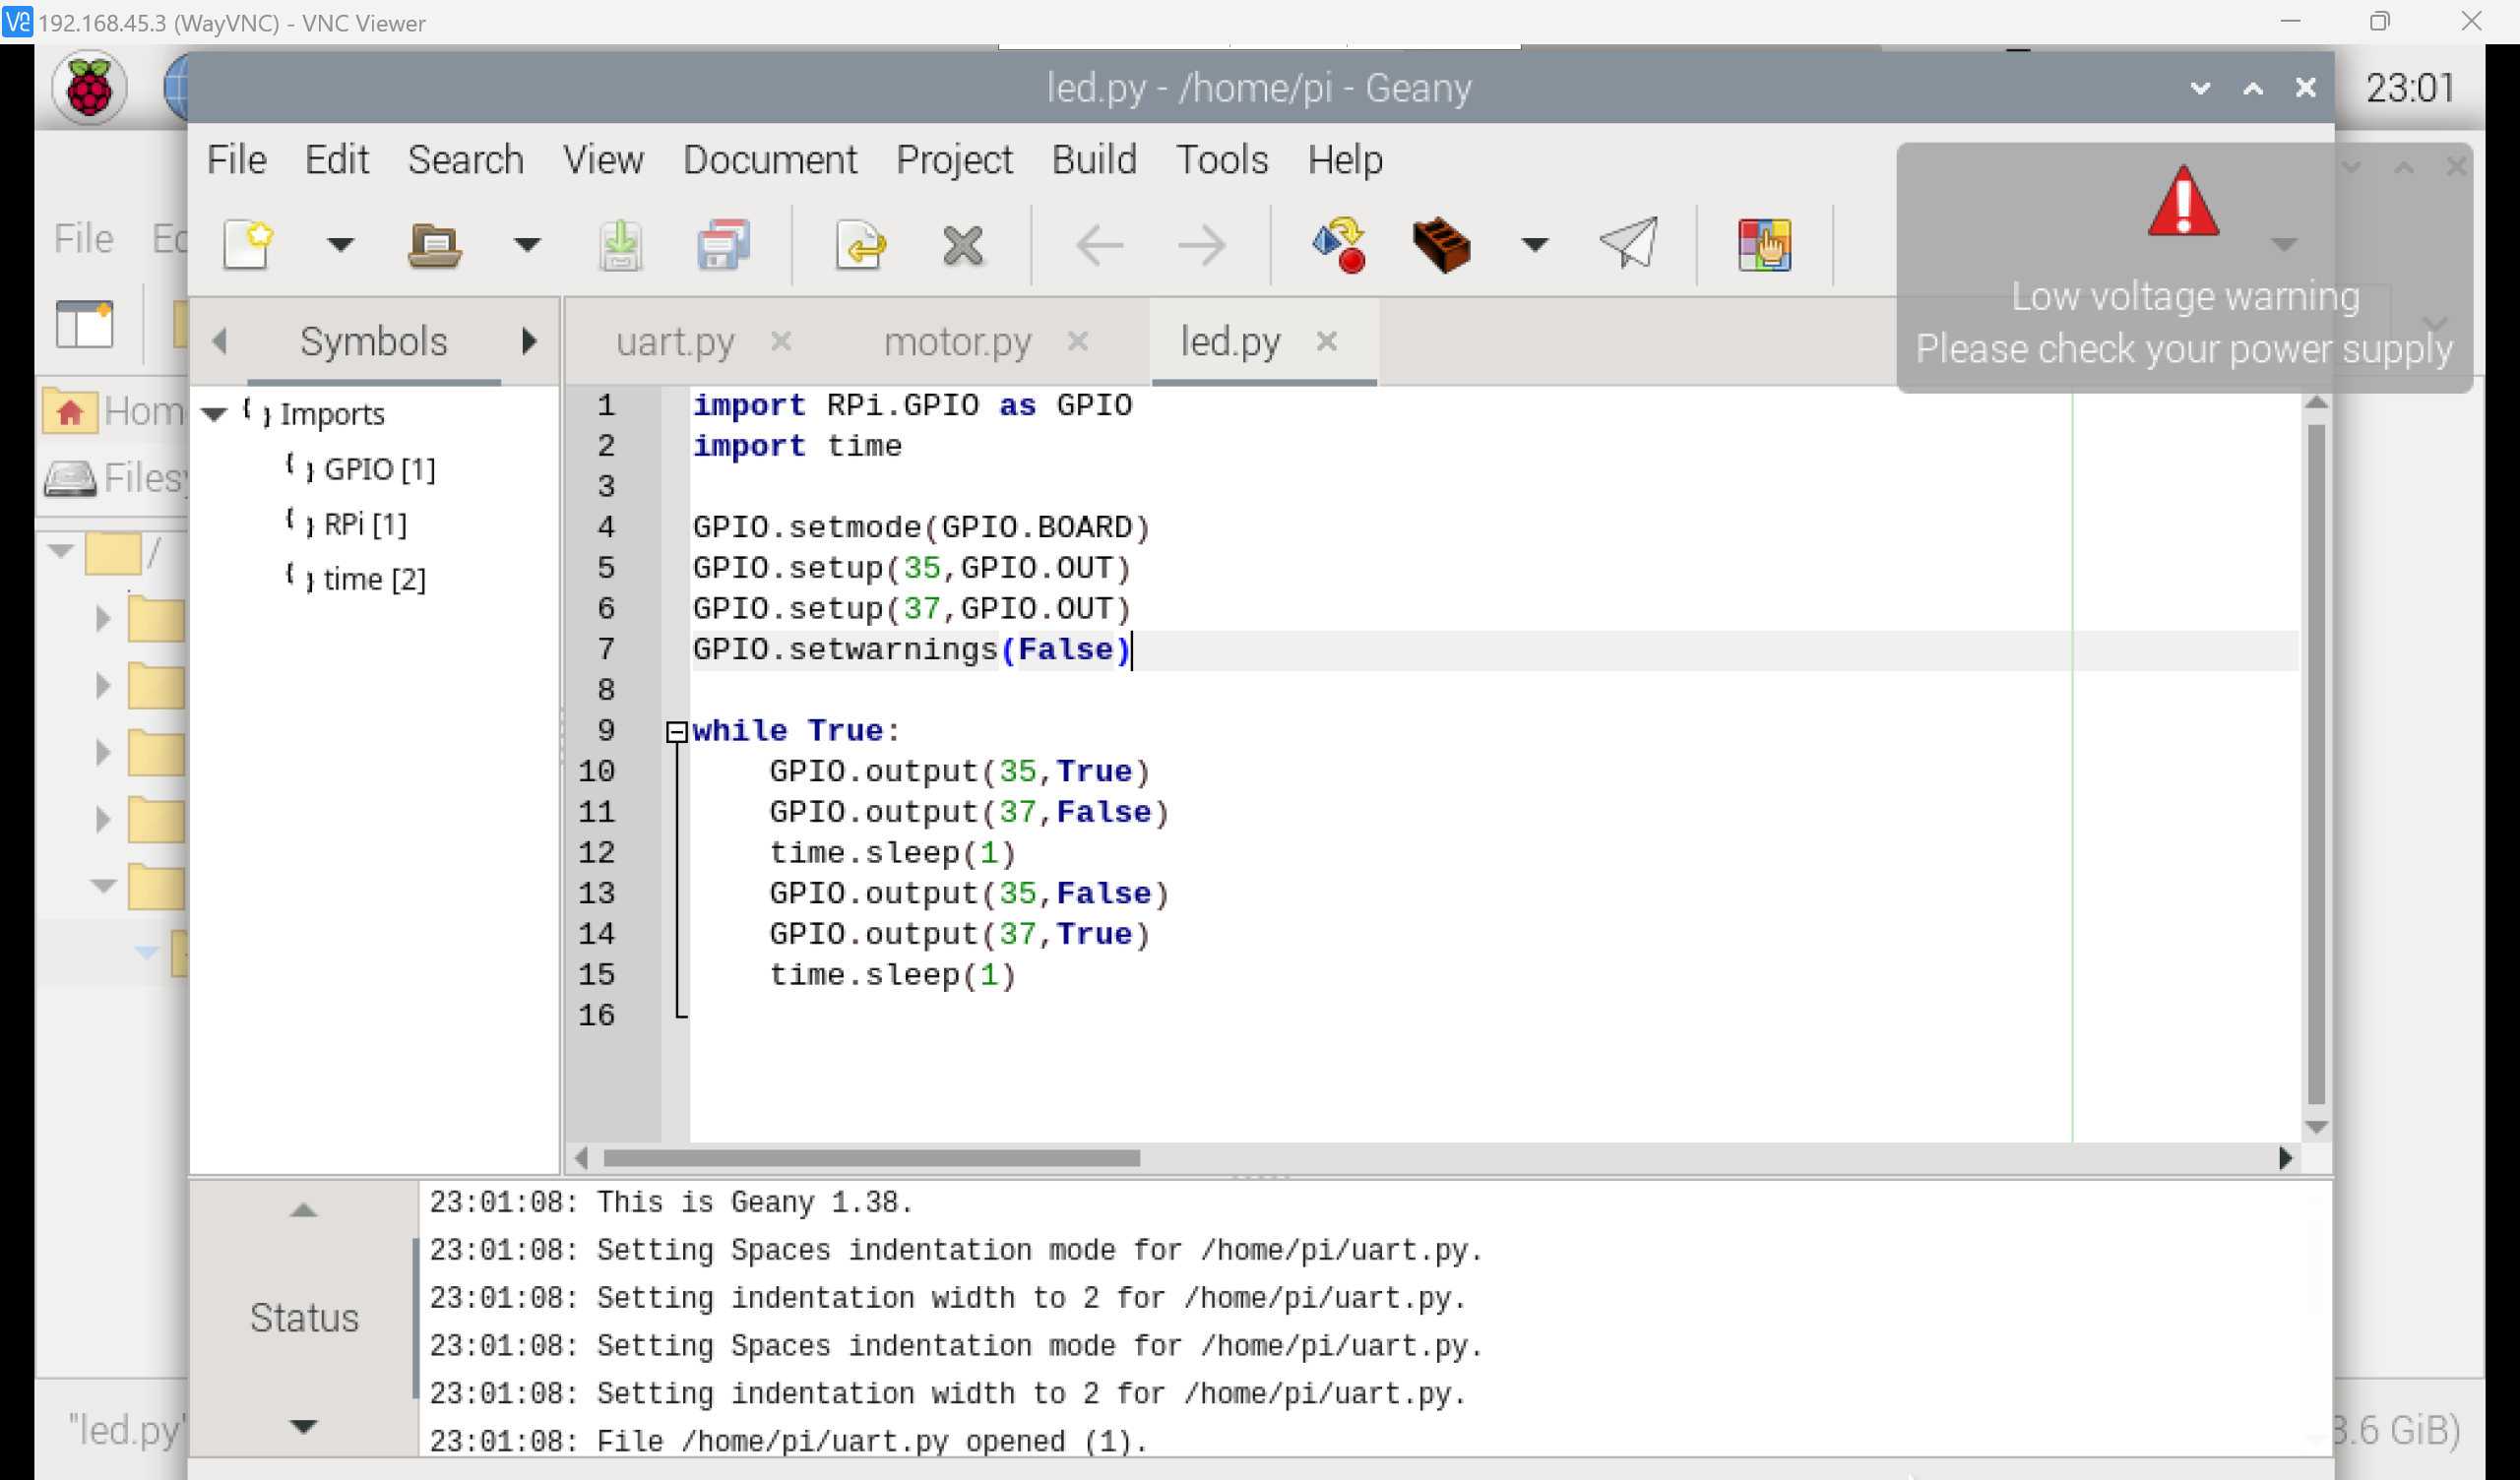 192.168.45.3 (WayVNC) - VNC Viewer
led.py - /home/pi - Geany
23:01
File Edit Search View Document Project Build Tools Help
File
Low voltage warning
Please check your power supply
Symbols
uart.py
motor.py
led.py
Imports
GPIO [1]
RPi [1]
time [2]
/
1 import RPi.GPIO as GPIO
2 import time
3
4 GPIO.setmode(GPIO.BOARD)
5 GPIO.setup(35,GPIO.OUT)
6 GPIO.setup(37,GPIO.OUT)
7 GPIO.setwarnings(False)
8
9 while True:
10 GPIO.output(35,True)
11 GPIO.output(37,False)
12 time.sleep(1)
13 GPIO.output(35,False)
14 GPIO.output(37,True)
15 time.sleep(1)
16
Status
23:01:08: This is Geany 1.38.
23:01:08: Setting Spaces indentation mode for /home/pi/uart.py.
23:01:08: Setting indentation width to 2 for /home/pi/uart.py.
23:01:08: Setting Spaces indentation mode for /home/pi/uart.py.
23:01:08: Setting indentation width to 2 for /home/pi/uart.py.
23:01:08: File /home/pi/uart.py opened (1).
"led.py"
GiB)